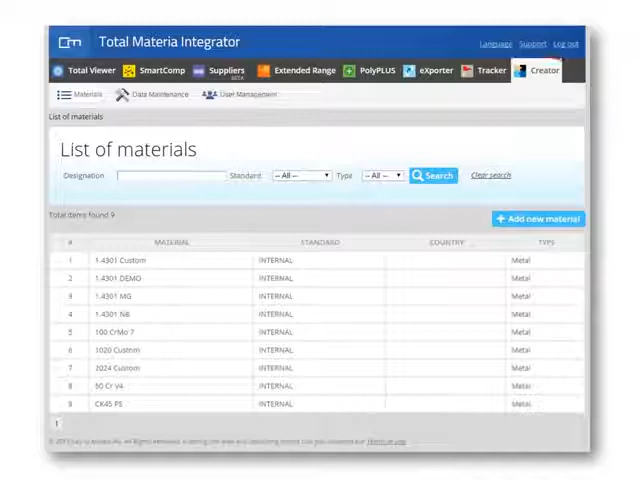 Total Materia Integrator
Language Support Log out
Total Viewer SmartComp Suppliers BETA Extended Range PolyPLUS eXporter Tracker Creator
Materials Data Maintenance User Management
List of materials
List of materials
Designation Standard -- All -- Type -- All -- Search Clear search
Total items found 9
+ Add new material
# MATERIAL STANDARD COUNTRY TYPE
1 1.4301 Custom INTERNAL Metal
2 1.4301 DEMO INTERNAL Metal
3 1.4301 MG INTERNAL Metal
4 1.4301 NB INTERNAL Metal
5 100 CrMo 7 INTERNAL Metal
6 1020 Custom INTERNAL Metal
7 2024 Custom INTERNAL Metal
8 50 Cr V4 INTERNAL Metal
9 CK45 PS INTERNAL Metal
1
All Rights Reserved.